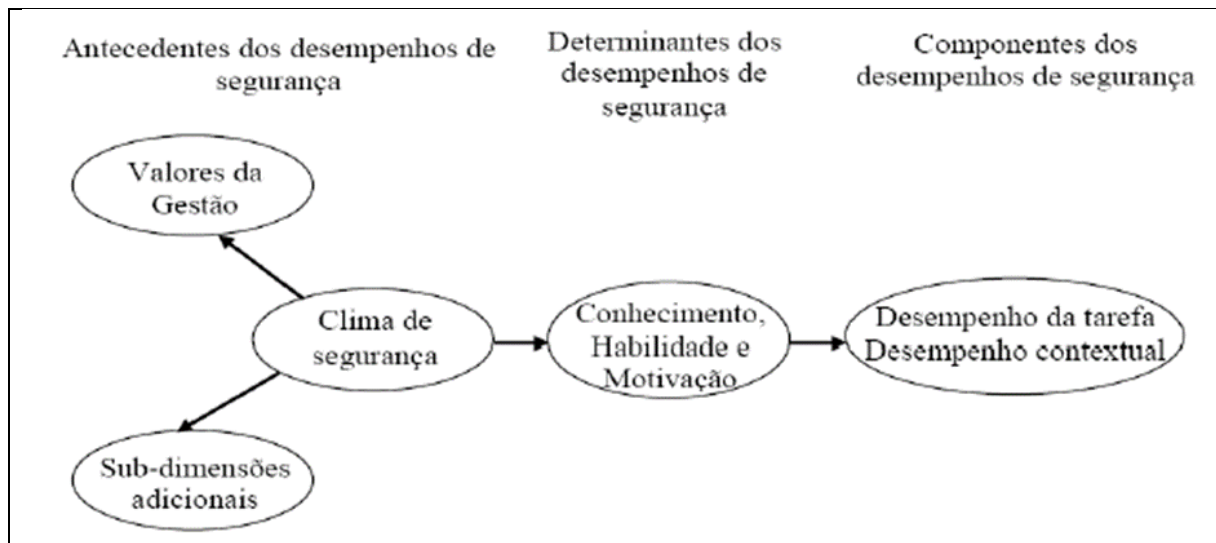 Antecedentes dos desempenhos de
segurança
Determinantes dos
desempenhos de
segurança
Componentes dos
desempenhos de segurança
Valores da
Gestão
Clima de
segurança
Conhecimento,
Habilidade e
Motivação
Desempenho da tarefa
Desempenho contextual
Sub-dimensões
adicionais